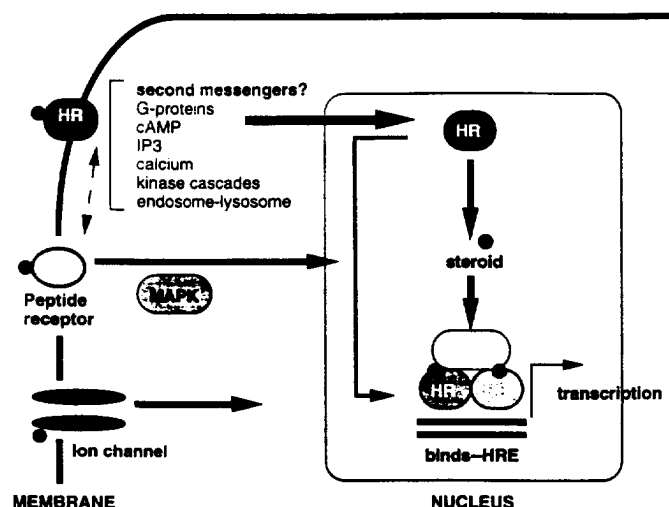 HR
second messengers?
G-proteins
cAMP
IP3
calcium
kinase cascades
endosome-lysosome
HR
steroid
Peptide
receptor
MAPK
HR
transcription
Ion channel
binds–HRE
MEMBRANE
NUCLEUS